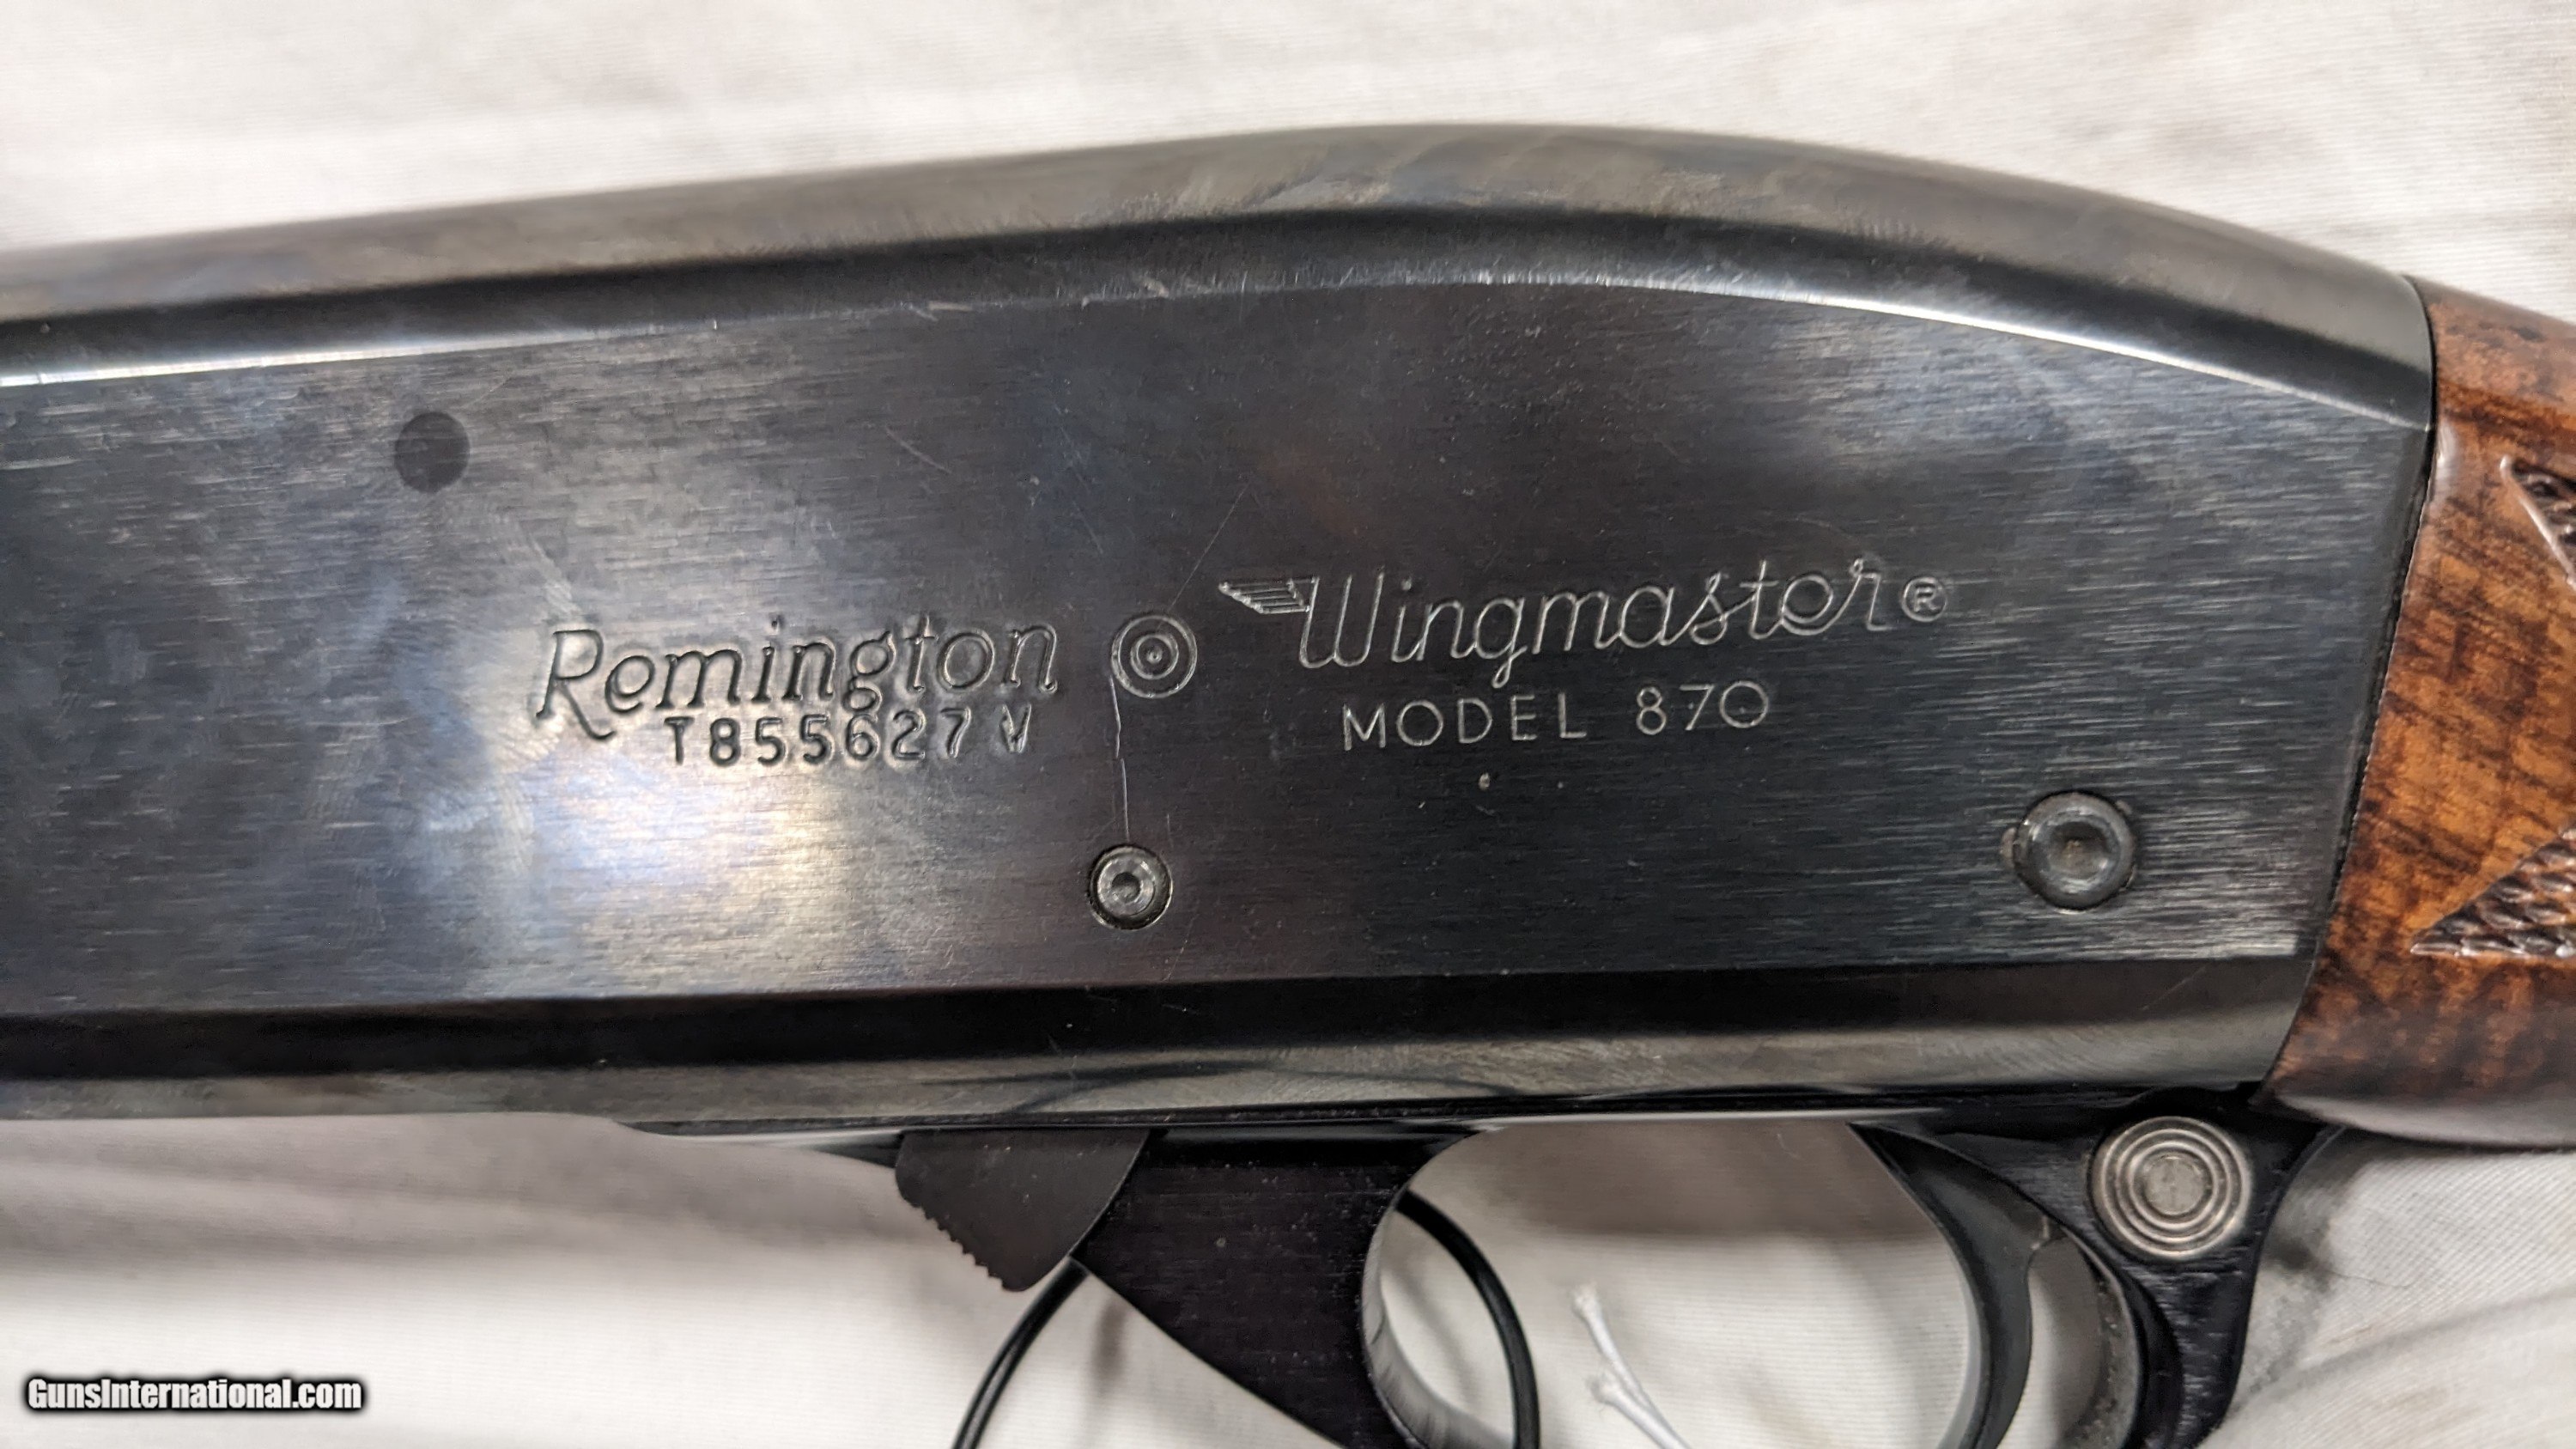 Remington
T855627V
Wingmaster®
MODEL 870
GunsInternational.com